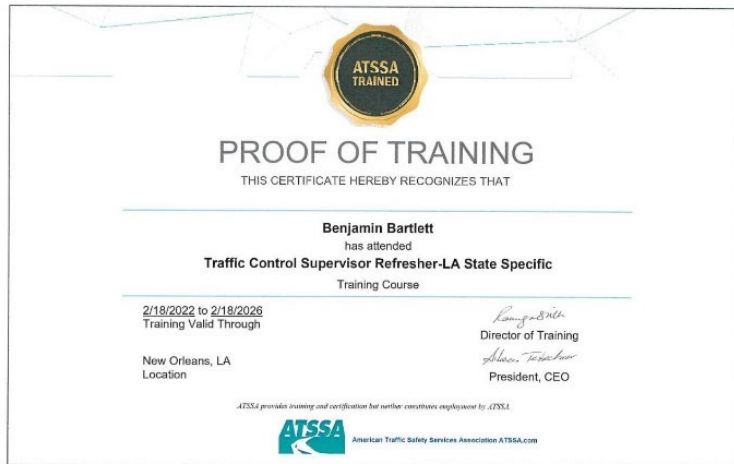 ATSSA
TRAINED
PROOF OF TRAINING
THIS CERTIFICATE HEREBY RECOGNIZES THAT
Benjamin Bartlett
has attended
Traffic Control Supervisor Refresher-LA State Specific
Training Course
2/18/2022 to 2/18/2026
Training Valid Through
Director of Training
New Orleans, LA
Location
President, CEO
ATSSA provides training and certification but neither constitutes employment by ATSSA.
ATSSA
American Traffic Safety Services Association ATSSA.com